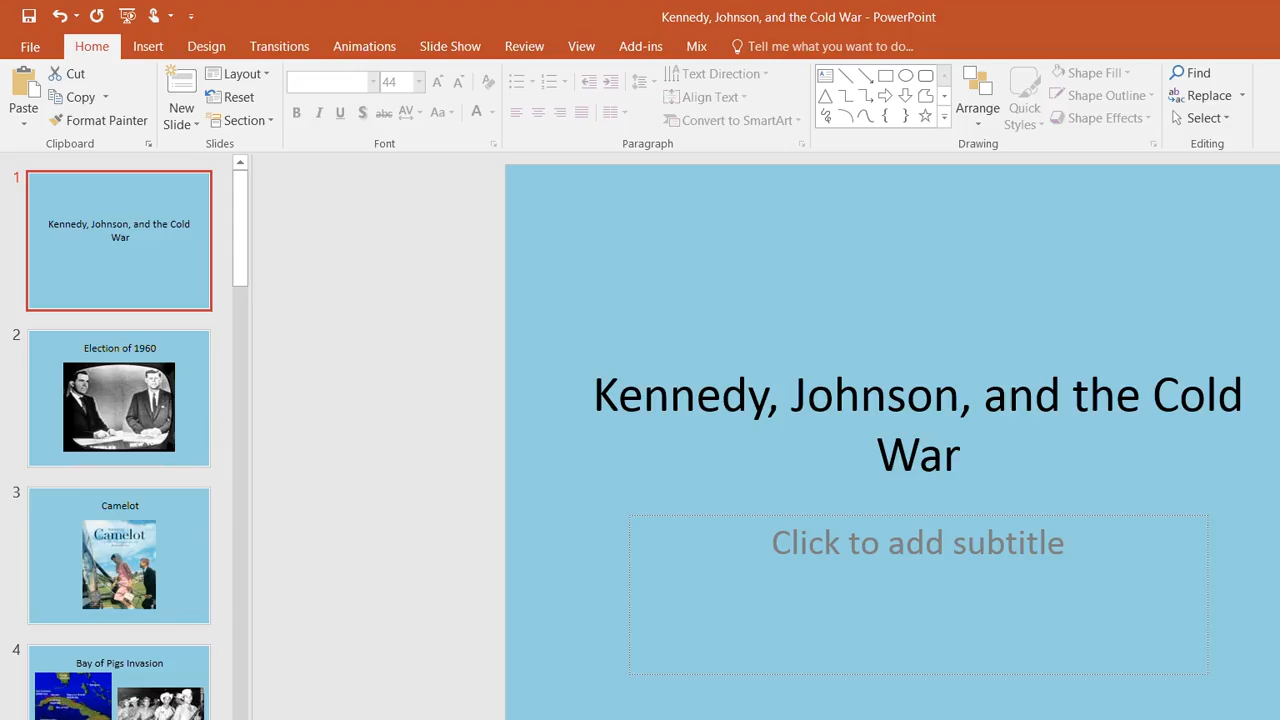 Kennedy, Johnson, and the Cold War - PowerPoint
File Home Insert Design Transitions Animations Slide Show Review View Add-ins Mix Tell me what you want to do...
Paste
Cut
Copy
Format Painter
Clipboard
New
Slide
Layout
Reset
Section
Slides
44
B I U S abc AV Aa A
Font
Text Direction
Align Text
Convert to SmartArt
Paragraph
Arrange
Quick
Styles
Shape Fill
Shape Outline
Shape Effects
Drawing
Find
Replace
Select
Editing
1
Kennedy, Johnson, and the Cold
War
2
Election of 1960
3
Camelot
Camelot
4
Bay of Pigs Invasion
Kennedy, Johnson, and the Cold
War
Click to add subtitle